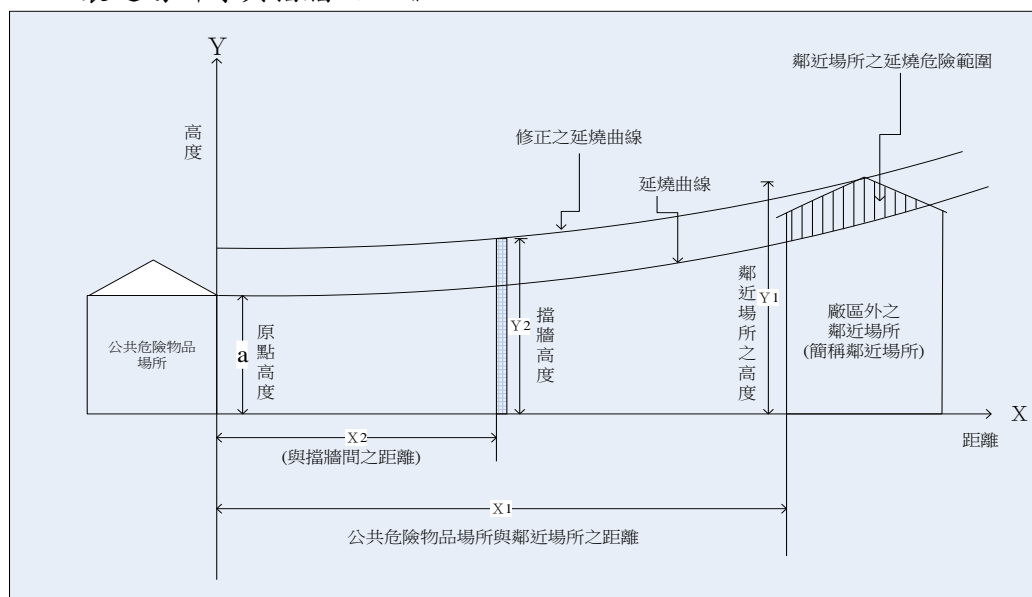 Y
鄰近場所之延燒危險範圍
高度
修正之延燒曲線
延燒曲線
公共危險物品
場所
a
原點高度
Y2
擋牆高度
鄰近場所之高度
Y1
廠區外之
鄰近場所
(簡稱鄰近場所)
X
距離
X2
(與擋牆間之距離)
X1
公共危險物品場所與鄰近場所之距離